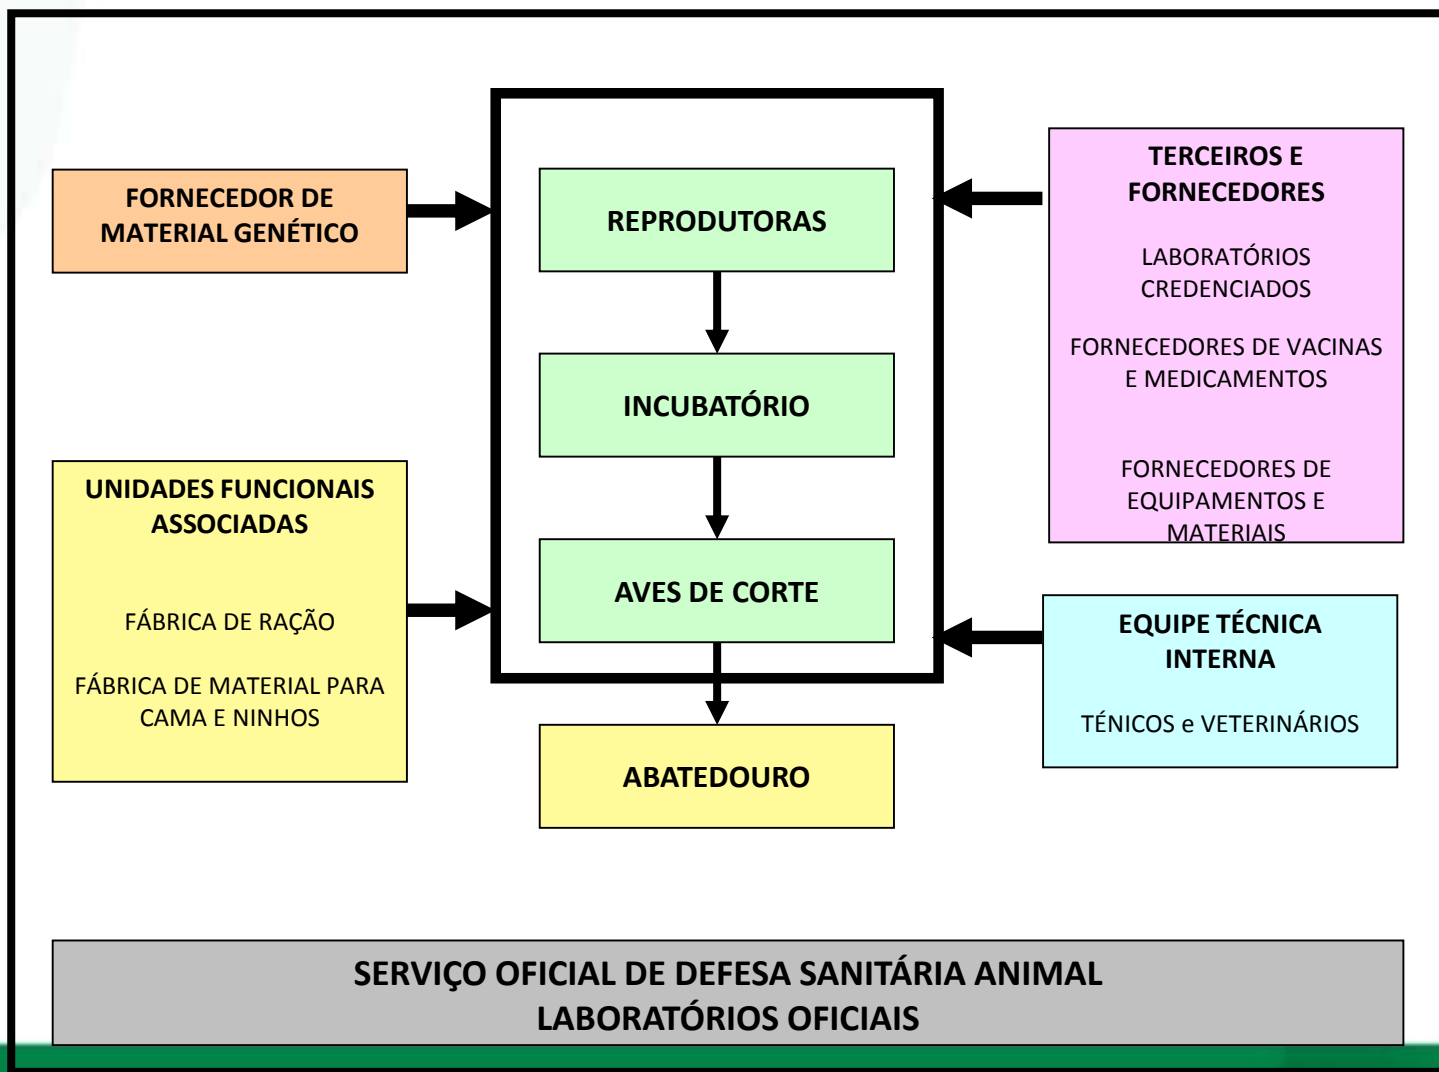 FORNECEDOR DE
MATERIAL GENÉTICO
UNIDADES FUNCIONAIS
ASSOCIADAS
FÁBRICA DE RAÇÃO
FÁBRICA DE MATERIAL PARA
CAMA E NINHOS
REPRODUTORAS
INCUBATÓRIO
AVES DE CORTE
ABATEDOURO
TERCEIROS E
FORNECEDORES
LABORATÓRIOS
CREDENCIADOS
FORNECEDORES DE VACINAS
E MEDICAMENTOS
FORNECEDORES DE
EQUIPAMENTOS E
MATERIAIS
EQUIPE TÉCNICA
INTERNA
TÉNICOS e VETERINÁRIOS
SERVIÇO OFICIAL DE DEFESA SANITÁRIA ANIMAL
LABORATÓRIOS OFICIAIS